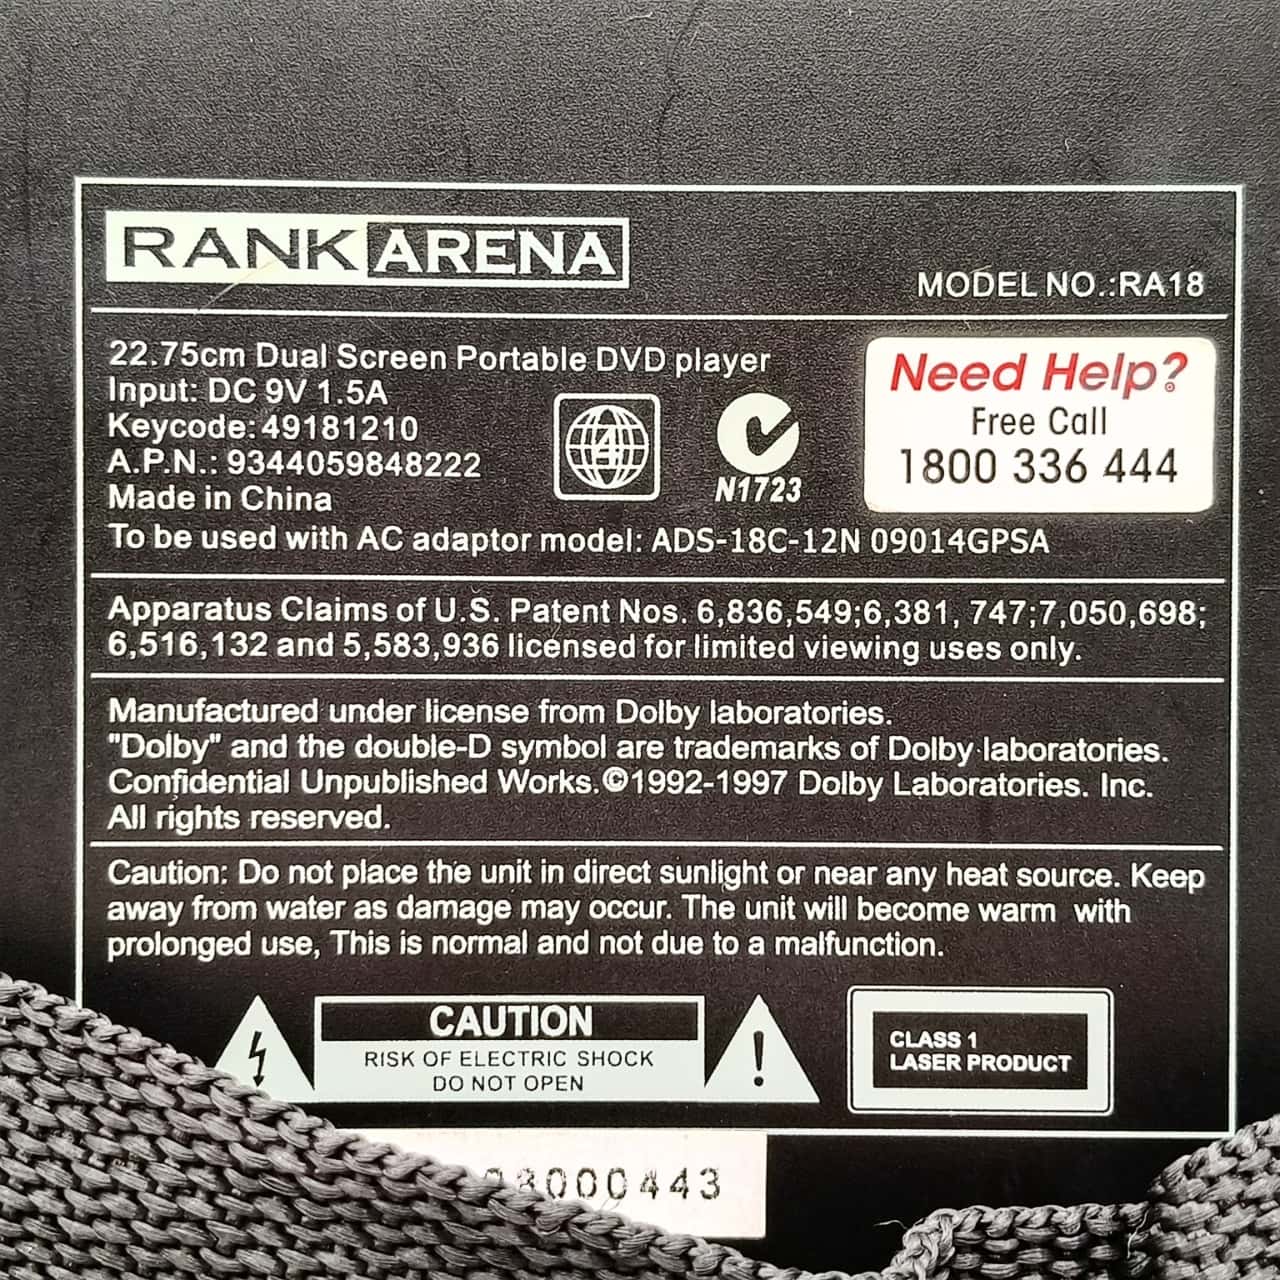 RANK ARENA
MODEL NO.:RA18
22.75cm Dual Screen Portable DVD player
Input: DC 9V 1.5A
Keycode: 49181210
A.P.N.: 9344059848222
Made in China
To be used with AC adaptor model: ADS-18C-12N 09014GPSA
4
N1723
Need Help?
Free Call
1800 336 444
Apparatus Claims of U.S. Patent Nos. 6,836,549;6,381, 747;7,050,698;
6,516,132 and 5,583,936 licensed for limited viewing uses only.
Manufactured under license from Dolby laboratories.
"Dolby" and the double-D symbol are trademarks of Dolby laboratories.
Confidential Unpublished Works.©1992-1997 Dolby Laboratories. Inc.
All rights reserved.
Caution: Do not place the unit in direct sunlight or near any heat source. Keep
away from water as damage may occur. The unit will become warm with
prolonged use, This is normal and not due to a malfunction.
CAUTION
RISK OF ELECTRIC SHOCK
DO NOT OPEN
!
CLASS 1
LASER PRODUCT